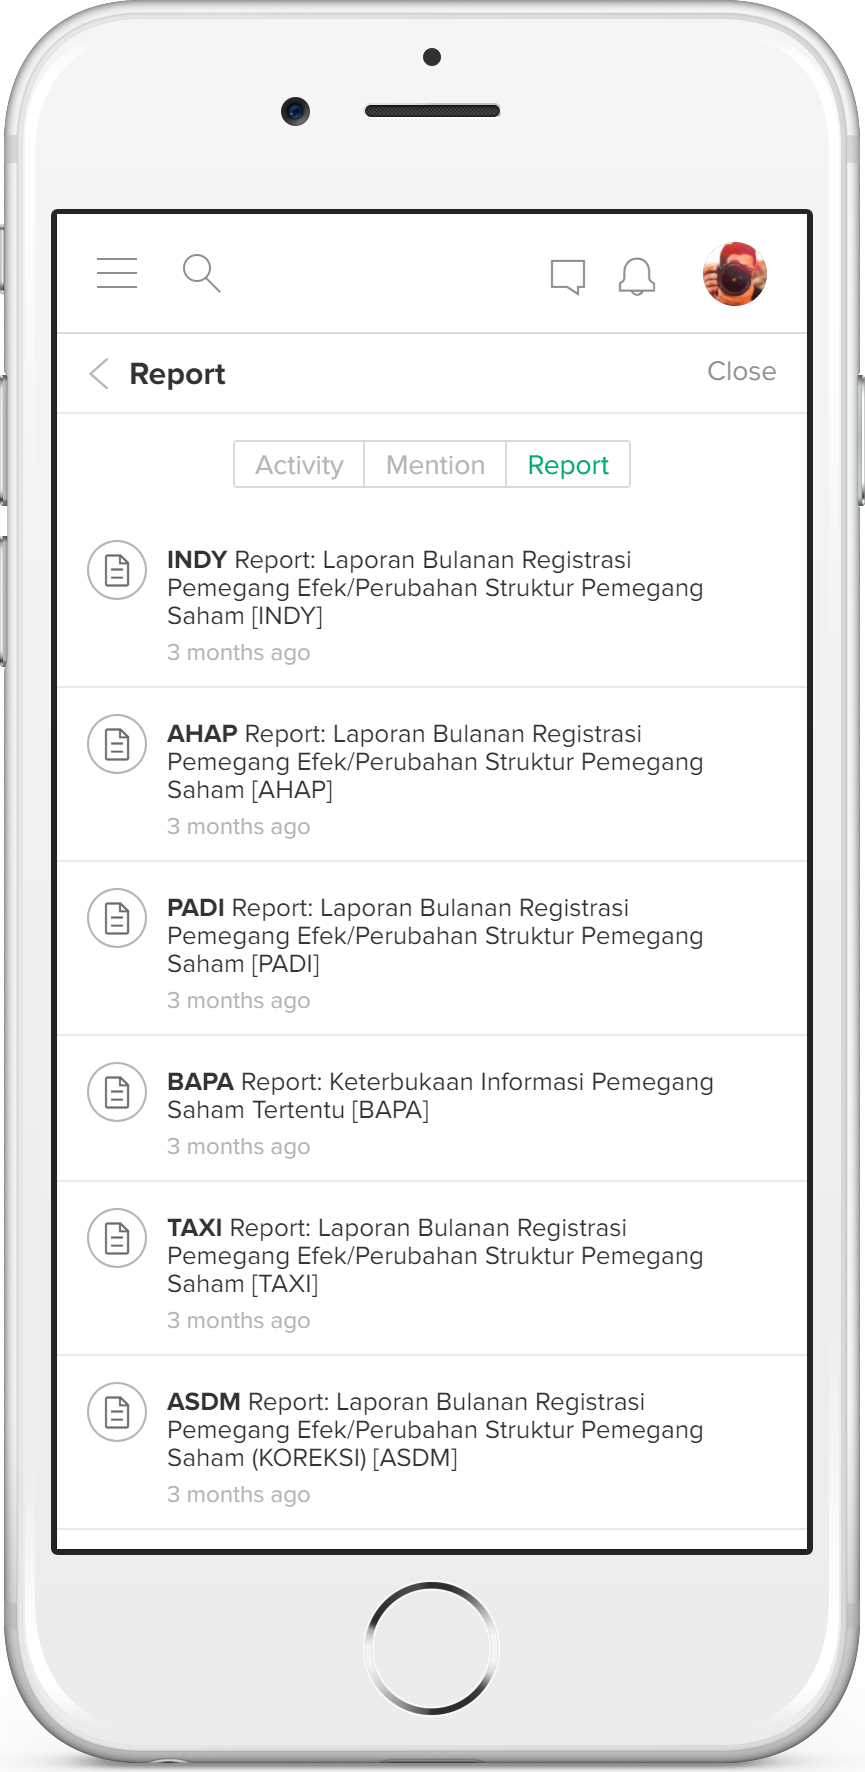 Report
Close
Activity
Mention
Report
INDY Report: Laporan Bulanan Registrasi
Pemegang Efek/Perubahan Struktur Pemegang
Saham [INDY]
3 months ago
AHAP Report: Laporan Bulanan Registrasi
Pemegang Efek/Perubahan Struktur Pemegang
Saham [AHAP]
3 months ago
PADI Report: Laporan Bulanan Registrasi
Pemegang Efek/Perubahan Struktur Pemegang
Saham [PADI]
3 months ago
BAPA Report: Keterbukaan Informasi Pemegang
Saham Tertentu [BAPA]
3 months ago
TAXI Report: Laporan Bulanan Registrasi
Pemegang Efek/Perubahan Struktur Pemegang
Saham [TAXI]
3 months ago
ASDM Report: Laporan Bulanan Registrasi
Pemegang Efek/Perubahan Struktur Pemegang
Saham (KOREKSI) [ASDM]
3 months ago